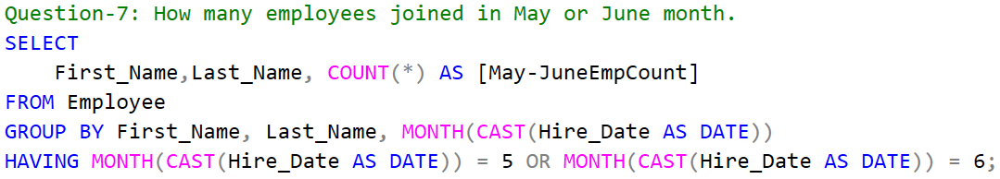 Question-7: How many employees joined in May or June month.
SELECT
First_Name,Last_Name, COUNT(*) AS [May-JuneEmpCount]
FROM Employee
GROUP BY First_Name, Last_Name, MONTH(CAST(Hire_Date AS DATE))
HAVING MONTH(CAST(Hire_Date AS DATE)) = 5 OR MONTH(CAST(Hire_Date AS DATE)) = 6;